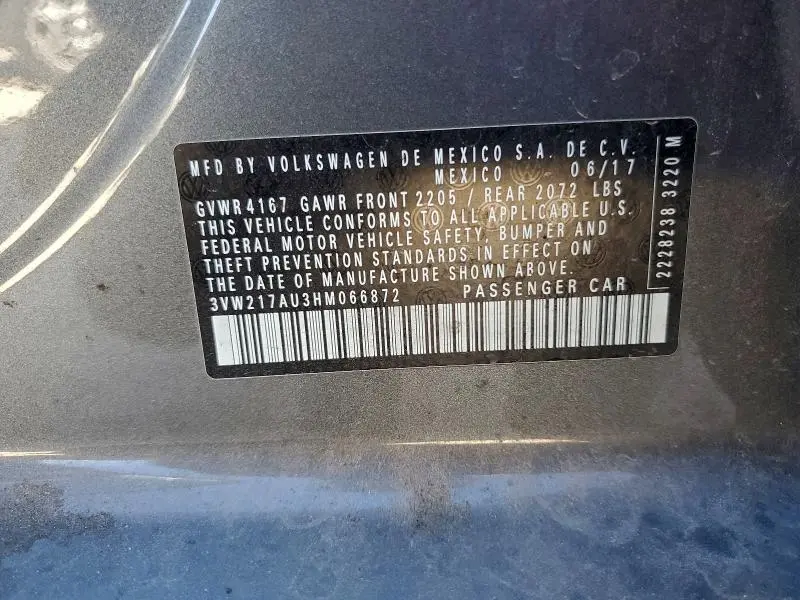 MFD BY VOLKSWAGEN DE MEXICO S.A. DE C.V.
MEXICO 06/17
GVWR 4167 GAWR FRONT 2205 / REAR 2072 LBS
THIS VEHICLE CONFORMS TO ALL APPLICABLE U.S.
FEDERAL MOTOR VEHICLE SAFETY, BUMPER AND
THEFT PREVENTION STANDARDS IN EFFECT ON
THE DATE OF MANUFACTURE SHOWN ABOVE.
3VW217AU3HM066872 PASSENGER CAR
2228238 3220 M